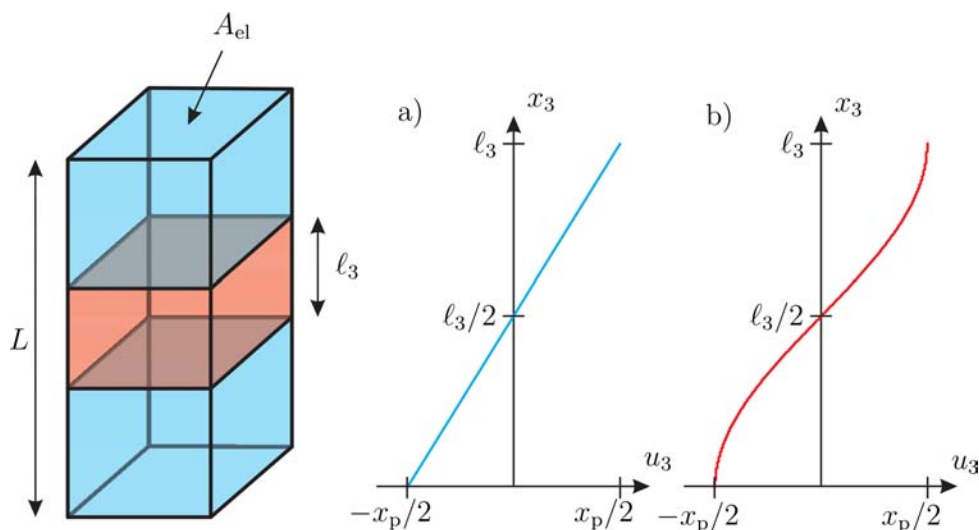 A_el
L
ℓ_3
a)
x_3
ℓ_3
ℓ_3/2
u_3
−x_p/2
x_p/2
b)
x_3
ℓ_3
ℓ_3/2
u_3
−x_p/2
x_p/2